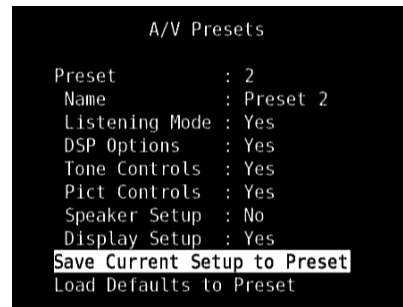 A/V Presets
Preset : 2
Name : Preset 2
Listening Mode : Yes
DSP Options : Yes
Tone Controls : Yes
Pict Controls : Yes
Speaker Setup : No
Display Setup : Yes
Save Current Setup to Preset
Load Defaults to Preset